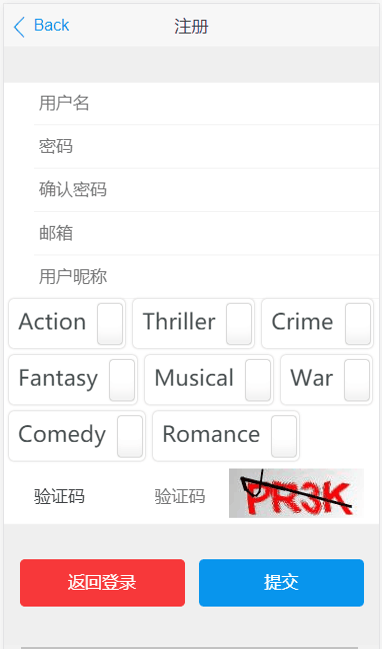 Back 注册
用户名
密码
确认密码
邮箱
用户昵称
Action Thriller Crime
Fantasy Musical War
Comedy Romance
验证码 验证码 PR3K
返回登录 提交